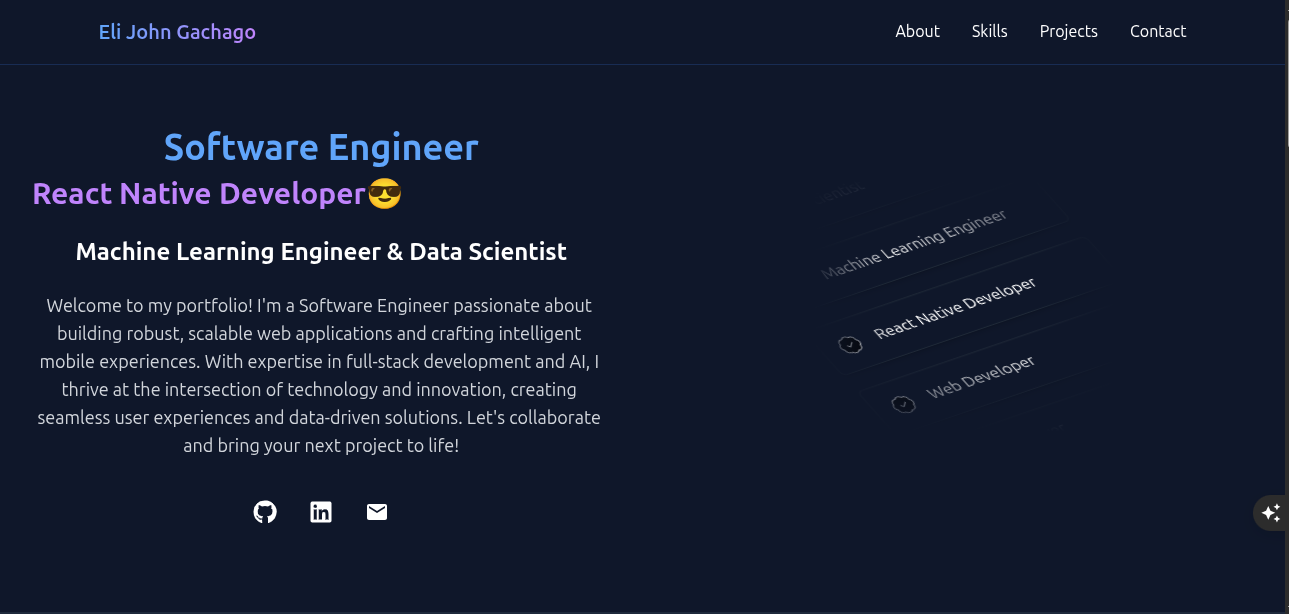 Eli John Gachago
About
Skills
Projects
Contact
Software Engineer
React Native Developer😎
Machine Learning Engineer & Data Scientist
Welcome to my portfolio! I'm a Software Engineer passionate about
building robust, scalable web applications and crafting intelligent
mobile experiences. With expertise in full-stack development and AI, I
thrive at the intersection of technology and innovation, creating
seamless user experiences and data-driven solutions. Let's collaborate
and bring your next project to life!
Machine Learning Engineer
React Native Developer
Web Developer